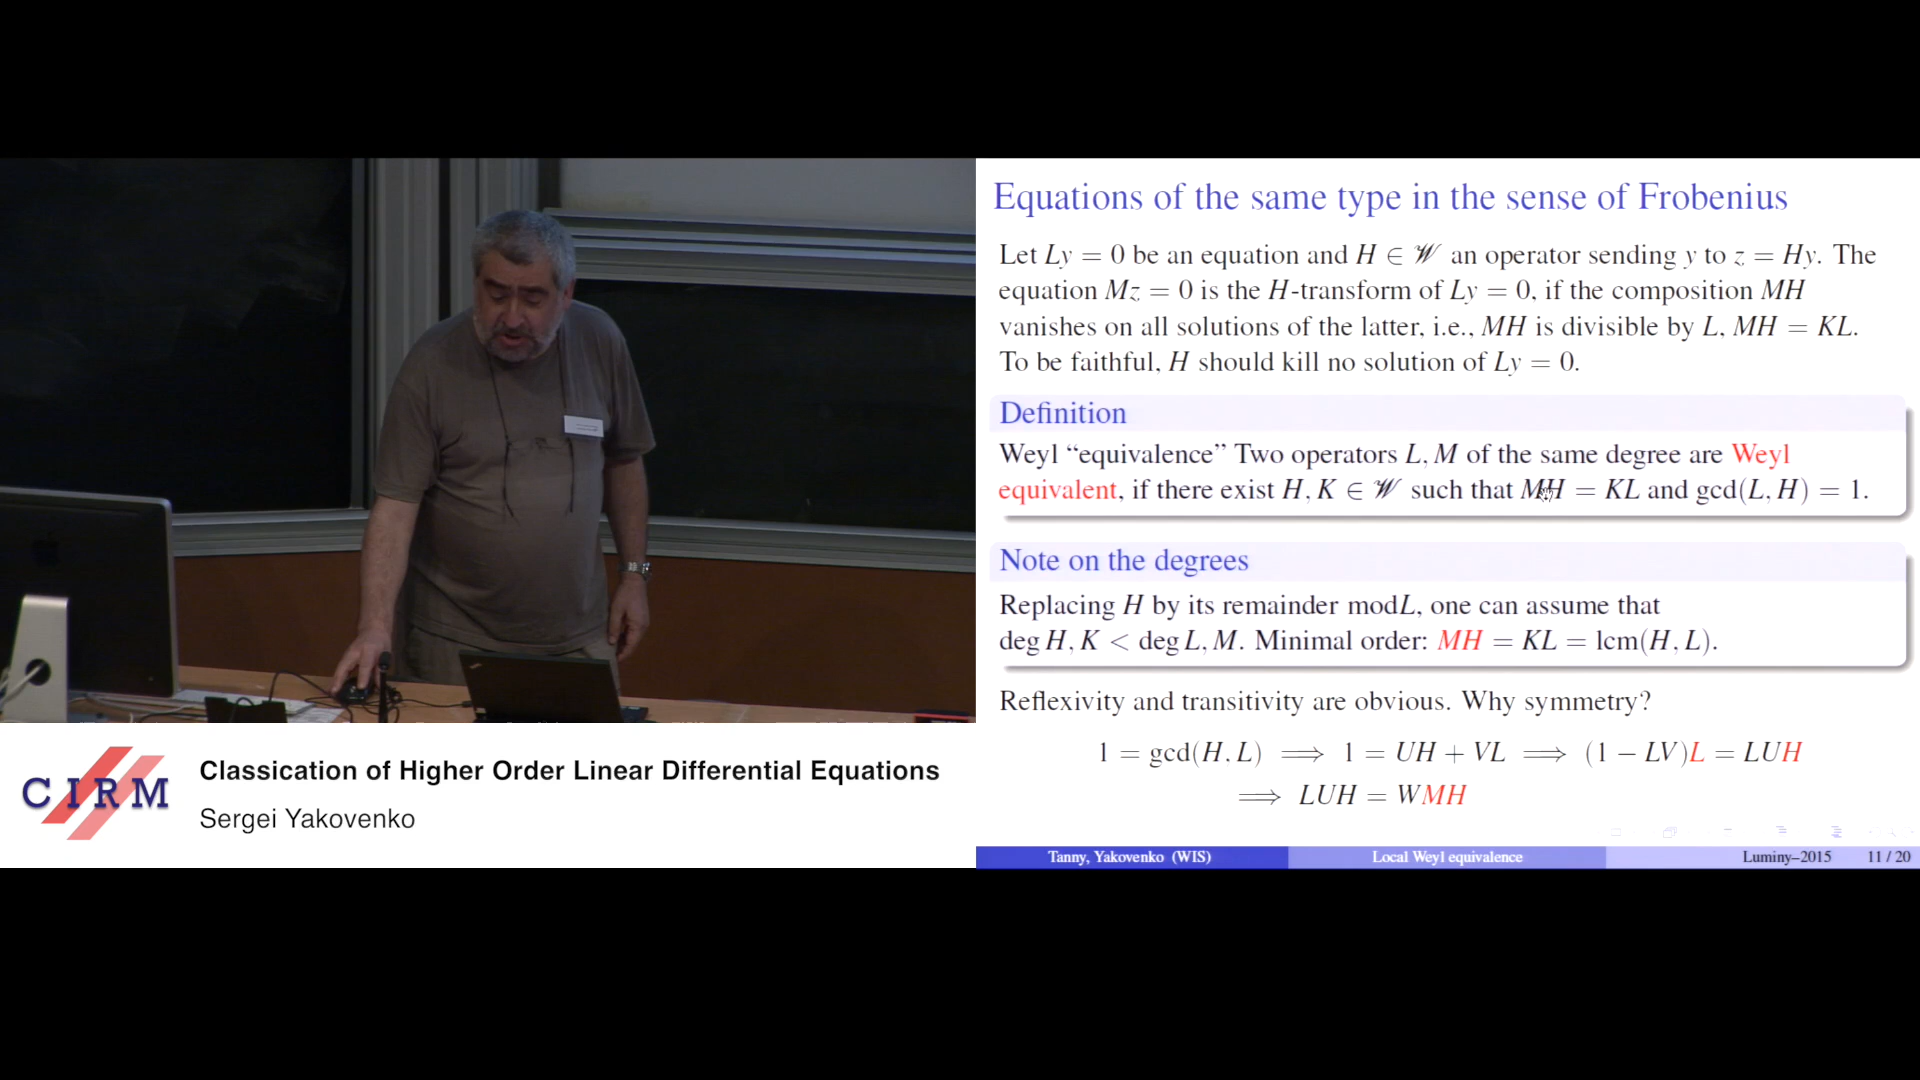 Equations of the same type in the sense of Frobenius
Let Ly = 0 be an equation and H ∈ 𝒲 an operator sending y to z = Hy. The
equation Mz = 0 is the H-transform of Ly = 0, if the composition MH
vanishes on all solutions of the latter, i.e., MH is divisible by L, MH = KL.
To be faithful, H should kill no solution of Ly = 0.
Definition
Weyl “equivalence” Two operators L, M of the same degree are Weyl
equivalent, if there exist H, K ∈ 𝒲 such that MH = KL and gcd(L, H) = 1.
Note on the degrees
Replacing H by its remainder mod L, one can assume that
deg H, K < deg L, M. Minimal order: MH = KL = lcm(H, L).
Reflexivity and transitivity are obvious. Why symmetry?
1 = gcd(H, L) ⟹ 1 = UH + VL ⟹ (1 − LV)L = LUH
⟹ LUH = WMH
Tanny, Yakovenko (WIS) Local Weyl equivalence Luminy–2015 11 / 20
CIRM
Classication of Higher Order Linear Differential Equations
Sergei Yakovenko